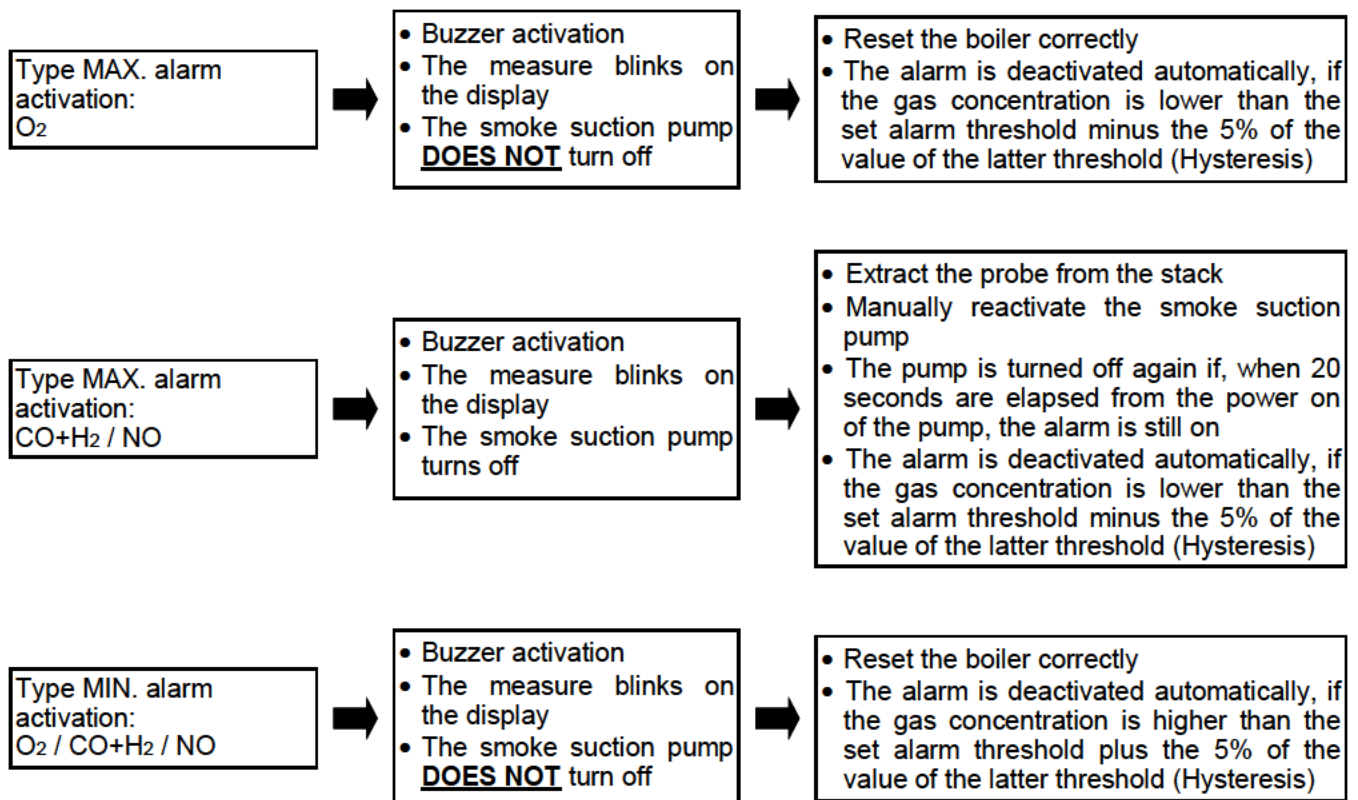 Type MAX. alarm
activation:
O2
• Buzzer activation
• The measure blinks on
the display
• The smoke suction pump
DOES NOT turn off
• Reset the boiler correctly
• The alarm is deactivated automatically, if
the gas concentration is lower than the
set alarm threshold minus the 5% of the
value of the latter threshold (Hysteresis)
Type MAX. alarm
activation:
CO+H2 / NO
• Buzzer activation
• The measure blinks on
the display
• The smoke suction pump
turns off
• Extract the probe from the stack
• Manually reactivate the smoke suction
pump
• The pump is turned off again if, when 20
seconds are elapsed from the power on
of the pump, the alarm is still on
• The alarm is deactivated automatically, if
the gas concentration is lower than the
set alarm threshold minus the 5% of the
value of the latter threshold (Hysteresis)
Type MIN. alarm
activation:
O2 / CO+H2 / NO
• Buzzer activation
• The measure blinks on
the display
• The smoke suction pump
DOES NOT turn off
• Reset the boiler correctly
• The alarm is deactivated automatically, if
the gas concentration is higher than the
set alarm threshold plus the 5% of the
value of the latter threshold (Hysteresis)